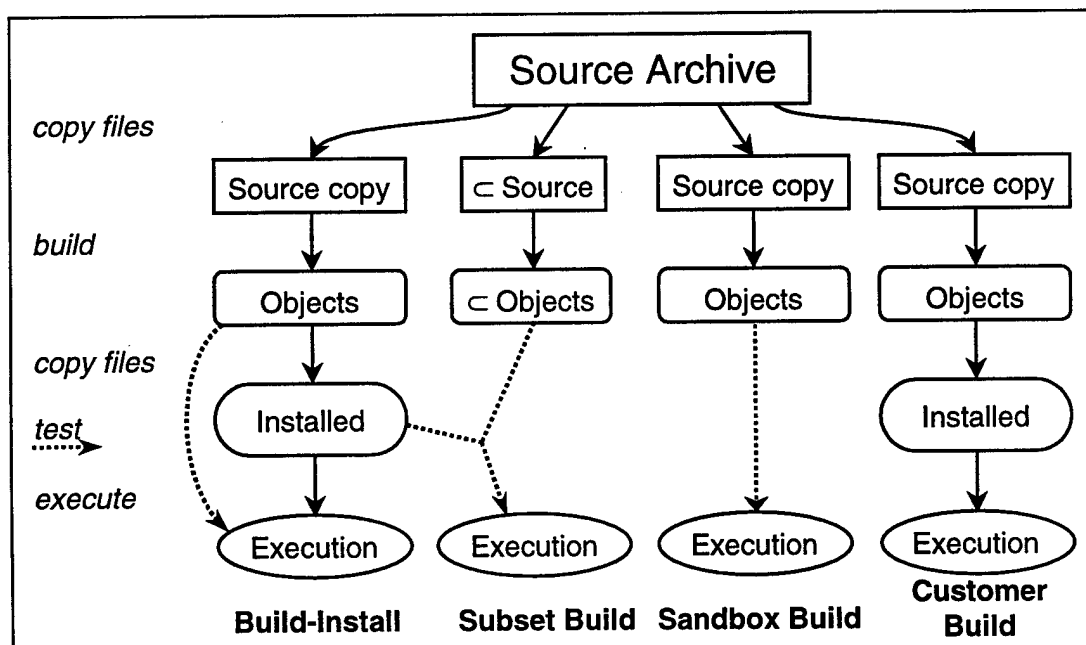 Source Archive
copy files
Source copy
⊂ Source
Source copy
Source copy
build
Objects
⊂ Objects
Objects
Objects
copy files
Installed
Installed
test
execute
Execution
Execution
Execution
Execution
Build-Install
Subset Build
Sandbox Build
Customer
Build